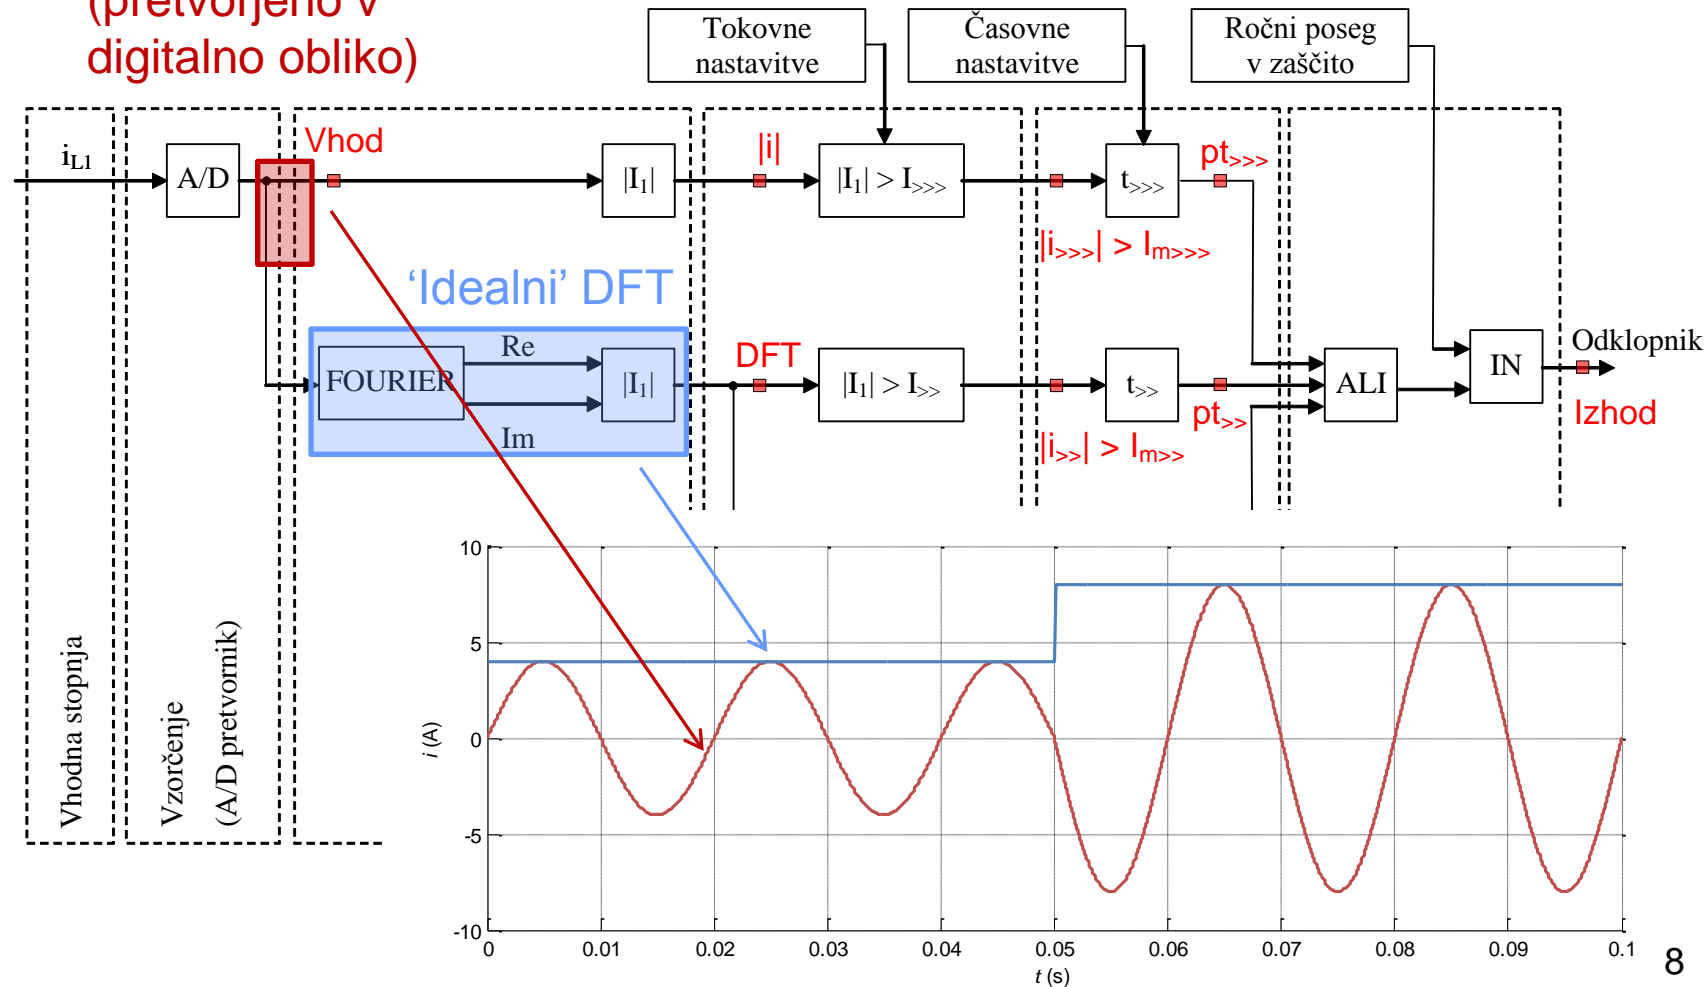 (pretvorjeno v
digitalno obliko)
Tokovne
nastavitve
Časovne
nastavitve
Ročni poseg
v zaščito
iL1
A/D
Vhod
|I1|
|i|
|I1| > I>>>
t>>>
pt>>>
|i>>>| > Im>>>
'Idealni' DFT
FOURIER
Re
Im
|I1|
DFT
|I1| > I>>
t>>
pt>>
|i>>| > Im>>
ALI
IN
Odklopnik
Izhod
Vhodna stopnja
Vzorčenje
(A/D pretvornik)
i (A)
10
5
0
-5
-10
0 0.01 0.02 0.03 0.04 0.05 0.06 0.07 0.08 0.09 0.1
t (s)
8